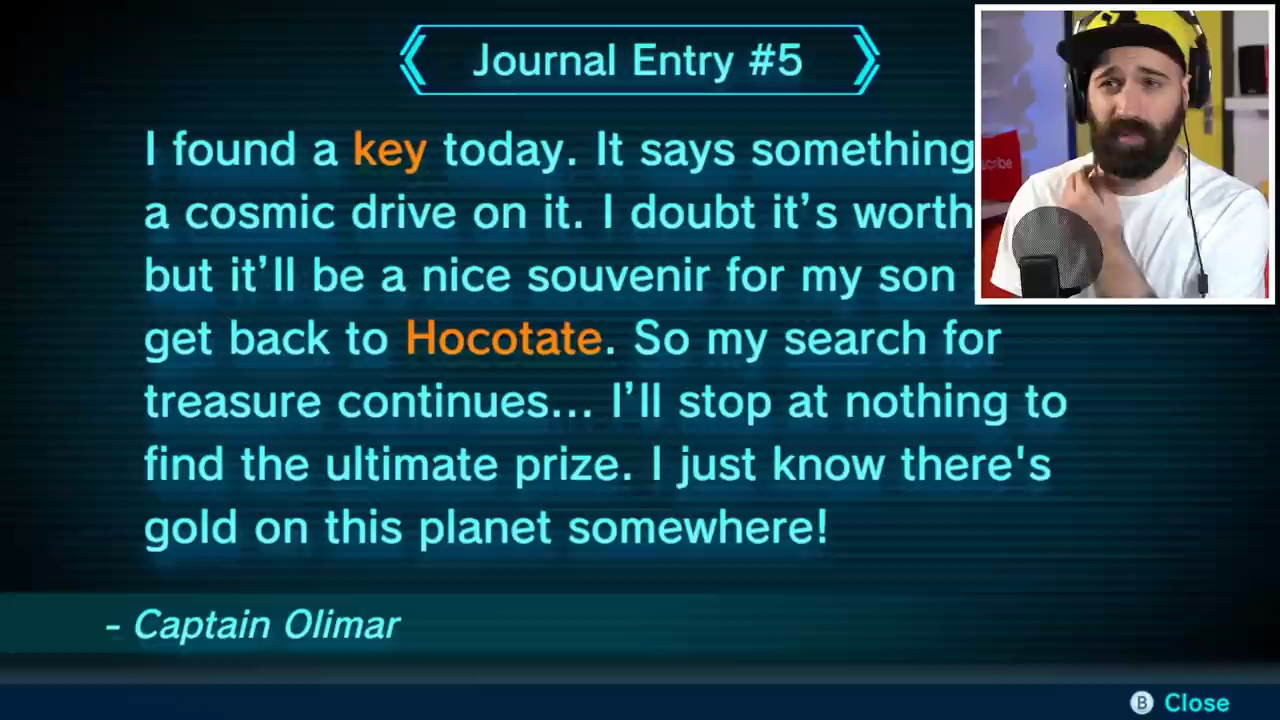 Journal Entry #5
I found a key today. It says something
a cosmic drive on it. I doubt it's worth
but it'll be a nice souvenir for my son
get back to Hocotate. So my search for
treasure continues... I'll stop at nothing to
find the ultimate prize. I just know there's
gold on this planet somewhere!
- Captain Olimar
B Close